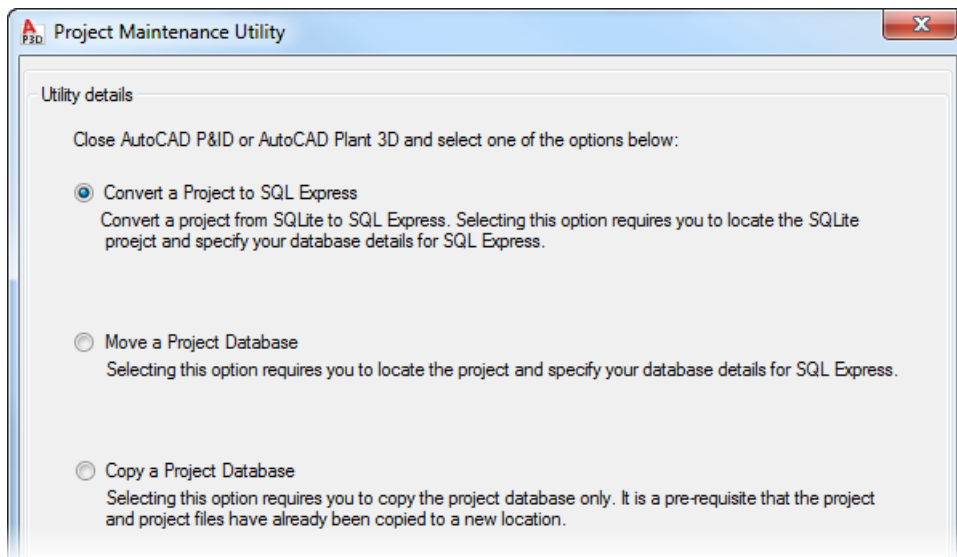 A
P3D
Project Maintenance Utility
Utility details
Close AutoCAD P&ID or AutoCAD Plant 3D and select one of the options below:
Convert a Project to SQL Express
Convert a project from SQLite to SQL Express. Selecting this option requires you to locate the SQLite
proejct and specify your database details for SQL Express.
Move a Project Database
Selecting this option requires you to locate the project and specify your database details for SQL Express.
Copy a Project Database
Selecting this option requires you to copy the project database only. It is a pre-requisite that the project
and project files have already been copied to a new location.